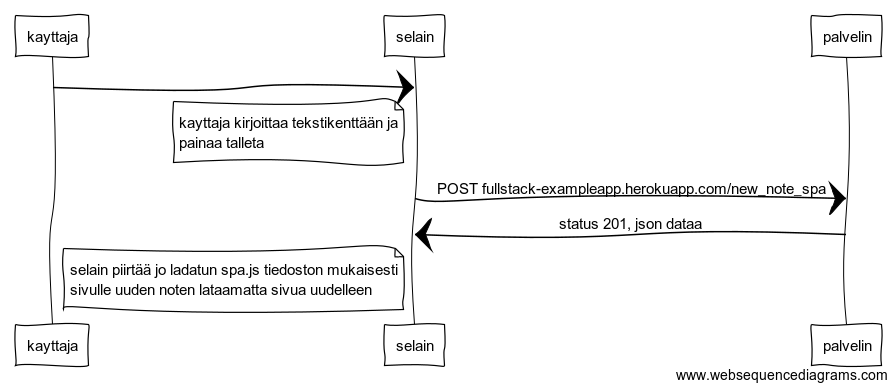 kayttaja
selain
palvelin
kayttaja kirjoittaa tekstikenttään ja
painaa talleta
POST fullstack-exampleapp.herokuapp.com/new_note_spa
status 201, json dataa
selain piirtää jo ladatun spa.js tiedoston mukaisesti
sivulle uuden noten lataamatta sivua uudelleen
kayttaja
selain
palvelin
www.websequencediagrams.com